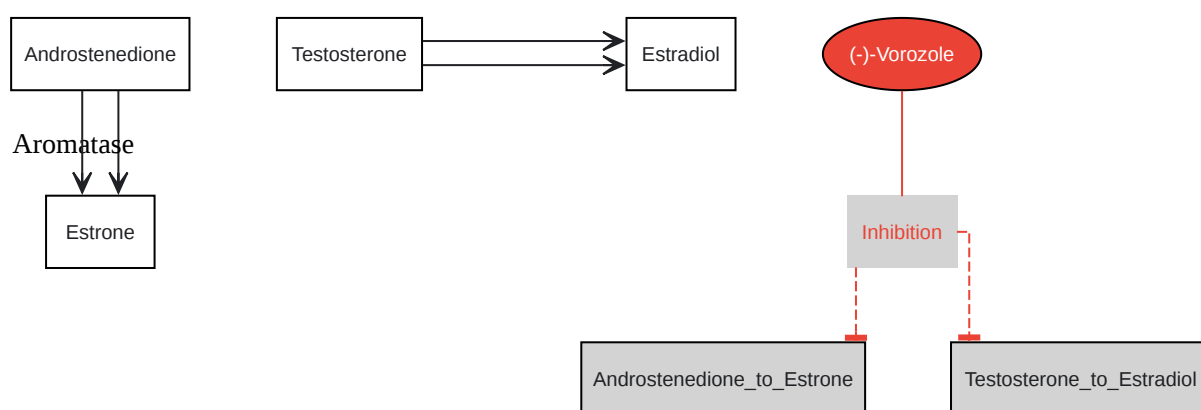 Androstenedione
Testosterone
Estradiol
(-)-Vorozole
Aromatase
Estrone
Inhibition
Androstenedione_to_Estrone
Testosterone_to_Estradiol